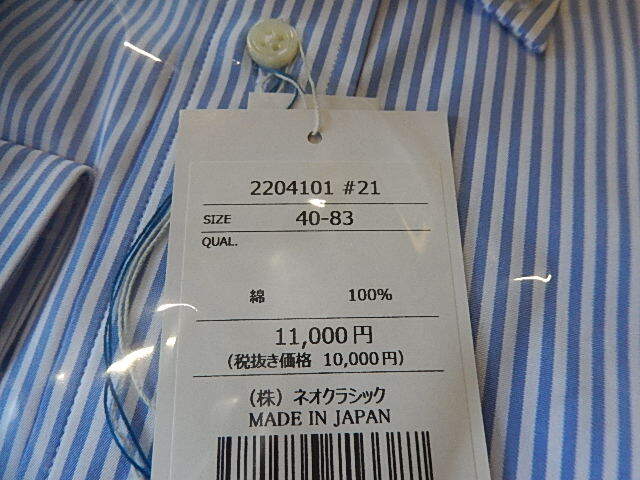 2204101 #21
SIZE 40-83
QUAL.
綿 100%
11,000円
(税抜き価格 10,000円)
(株) ネオクラシック
MADE IN JAPAN